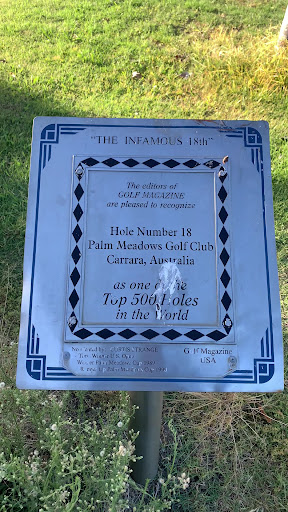 "THE INFAMOUS 18th"
The editors of
GOLF MAGAZINE
are pleased to recognize
Hole Number 18
Palm Meadows Golf Club
Carrara, Australia
as one of the
Top 500 Holes
in the World
G lf Magazine
USA